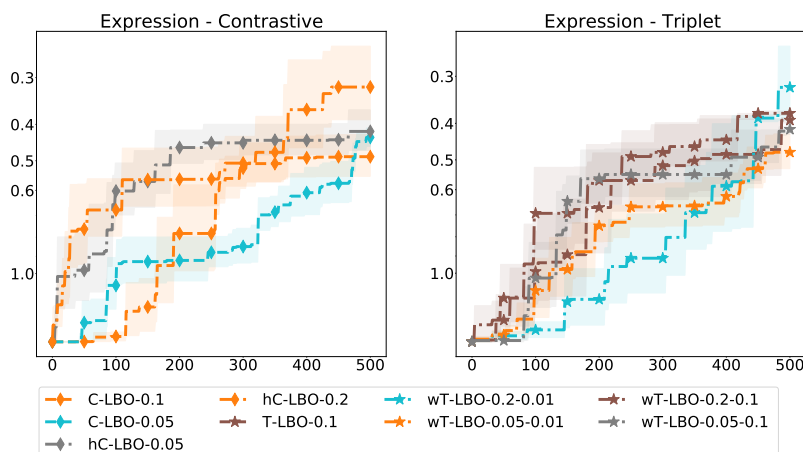 Expression - Contrastive
0.3
0.4
0.5
0.6
1.0
0 100 200 300 400 500
Expression - Triplet
0.3
0.4
0.5
0.6
1.0
0 100 200 300 400 500
C-LBO-0.1 hC-LBO-0.2 wT-LBO-0.2-0.01 wT-LBO-0.2-0.1
C-LBO-0.05 T-LBO-0.1 wT-LBO-0.05-0.01 wT-LBO-0.05-0.1
hC-LBO-0.05